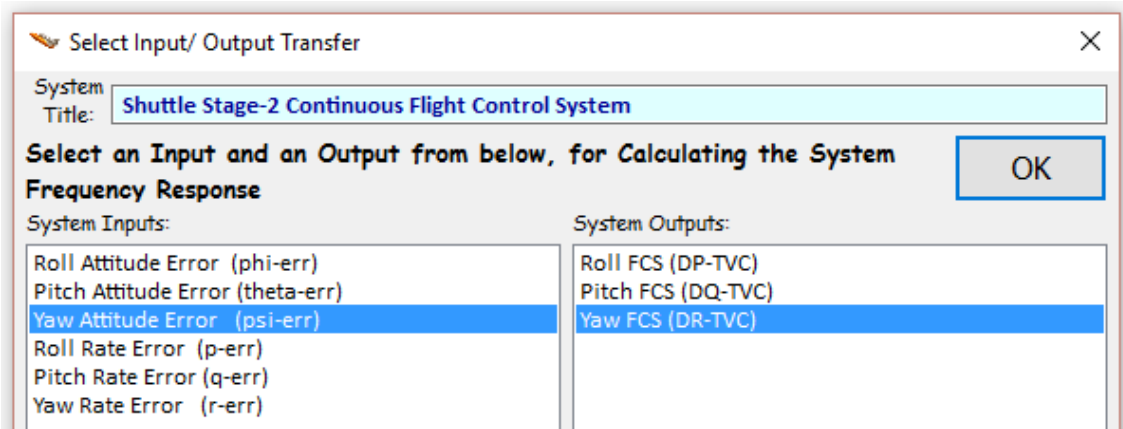 Select Input/ Output Transfer
System Title: Shuttle Stage-2 Continuous Flight Control System
Select an Input and an Output from below, for Calculating the System
Frequency Response
OK
System Inputs:
Roll Attitude Error (phi-err)
Pitch Attitude Error (theta-err)
Yaw Attitude Error (psi-err)
Roll Rate Error (p-err)
Pitch Rate Error (q-err)
Yaw Rate Error (r-err)
System Outputs:
Roll FCS (DP-TVC)
Pitch FCS (DQ-TVC)
Yaw FCS (DR-TVC)